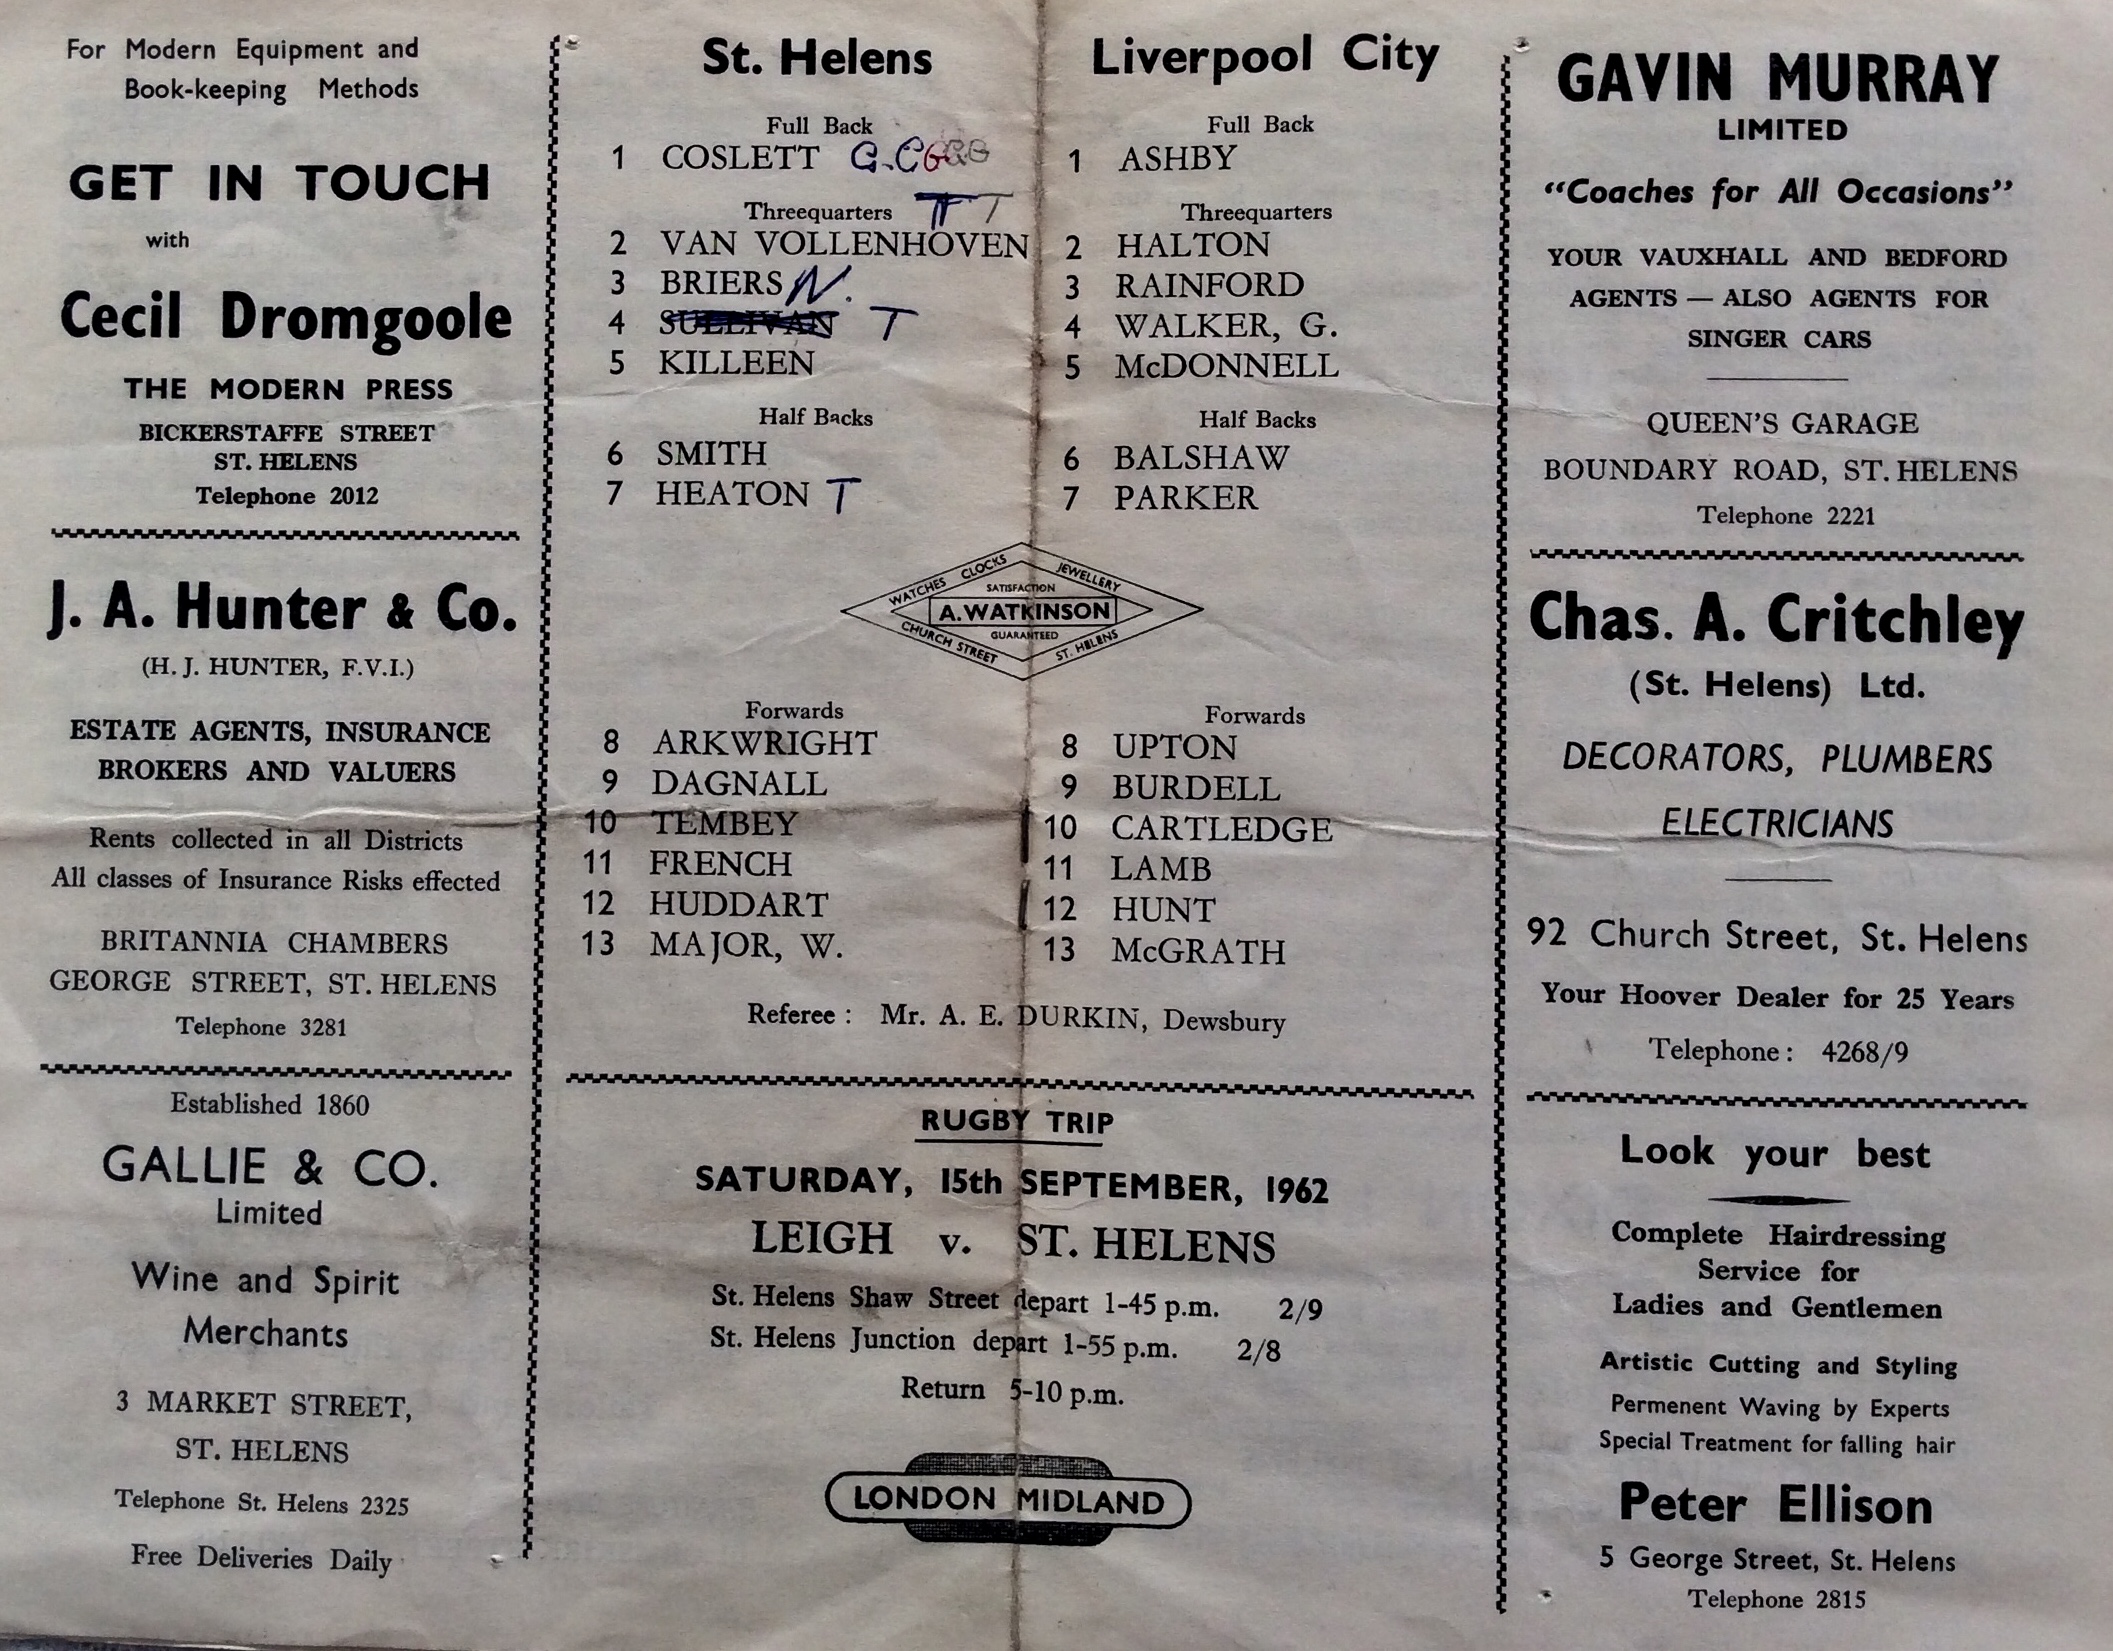 For Modern Equipment and
Book-keeping Methods
GET IN TOUCH
with
Cecil Dromgoole
THE MODERN PRESS
BICKERSTAFFE STREET
ST. HELENS
Telephone 2012
J. A. Hunter & Co.
(H. J. HUNTER, F.V.I.)
ESTATE AGENTS, INSURANCE
BROKERS AND VALUERS
Rents collected in all Districts
All classes of Insurance Risks effected
BRITANNIA CHAMBERS
GEORGE STREET, ST. HELENS
Telephone 3281
Established 1860
GALLIE & CO.
Limited
Wine and Spirit
Merchants
3 MARKET STREET,
ST. HELENS
Telephone St. Helens 2325
Free Deliveries Daily
St. Helens
Full Back
1 COSLETT G.C
Threequarters T T T
2 VAN VOLLENHOVEN
3 BRIERS N.
4 SULLIVAN T
5 KILLEEN
Half Backs
6 SMITH
7 HEATON T
Liverpool City
Full Back
1 ASHBY
Threequarters
2 HALTON
3 RAINFORD
4 WALKER, G.
5 McDONNELL
Half Backs
6 BALSHAW
7 PARKER
WATCHES CLOCKS JEWELLERY
SATISFACTION
A. WATKINSON
GUARANTEED
CHURCH STREET ST. HELENS
Forwards
8 ARKWRIGHT
9 DAGNALL
10 TEMBEY
11 FRENCH
12 HUDDART
13 MAJOR, W.
Forwards
8 UPTON
9 BURDELL
10 CARTLEDGE
11 LAMB
12 HUNT
13 McGRATH
Referee : Mr. A. E. DURKIN, Dewsbury
RUGBY TRIP
SATURDAY, 15th SEPTEMBER, 1962
LEIGH v. ST. HELENS
St. Helens Shaw Street depart 1-45 p.m. 2/9
St. Helens Junction depart 1-55 p.m. 2/8
Return 5-10 p.m.
LONDON MIDLAND
GAVIN MURRAY
LIMITED
"Coaches for All Occasions"
YOUR VAUXHALL AND BEDFORD
AGENTS — ALSO AGENTS FOR
SINGER CARS
QUEEN'S GARAGE
BOUNDARY ROAD, ST. HELENS
Telephone 2221
Chas. A. Critchley
(St. Helens) Ltd.
DECORATORS, PLUMBERS
ELECTRICIANS
92 Church Street, St. Helens
Your Hoover Dealer for 25 Years
Telephone : 4268/9
Look your best
Complete Hairdressing
Service for
Ladies and Gentlemen
Artistic Cutting and Styling
Permenent Waving by Experts
Special Treatment for falling hair
Peter Ellison
5 George Street, St. Helens
Telephone 2815